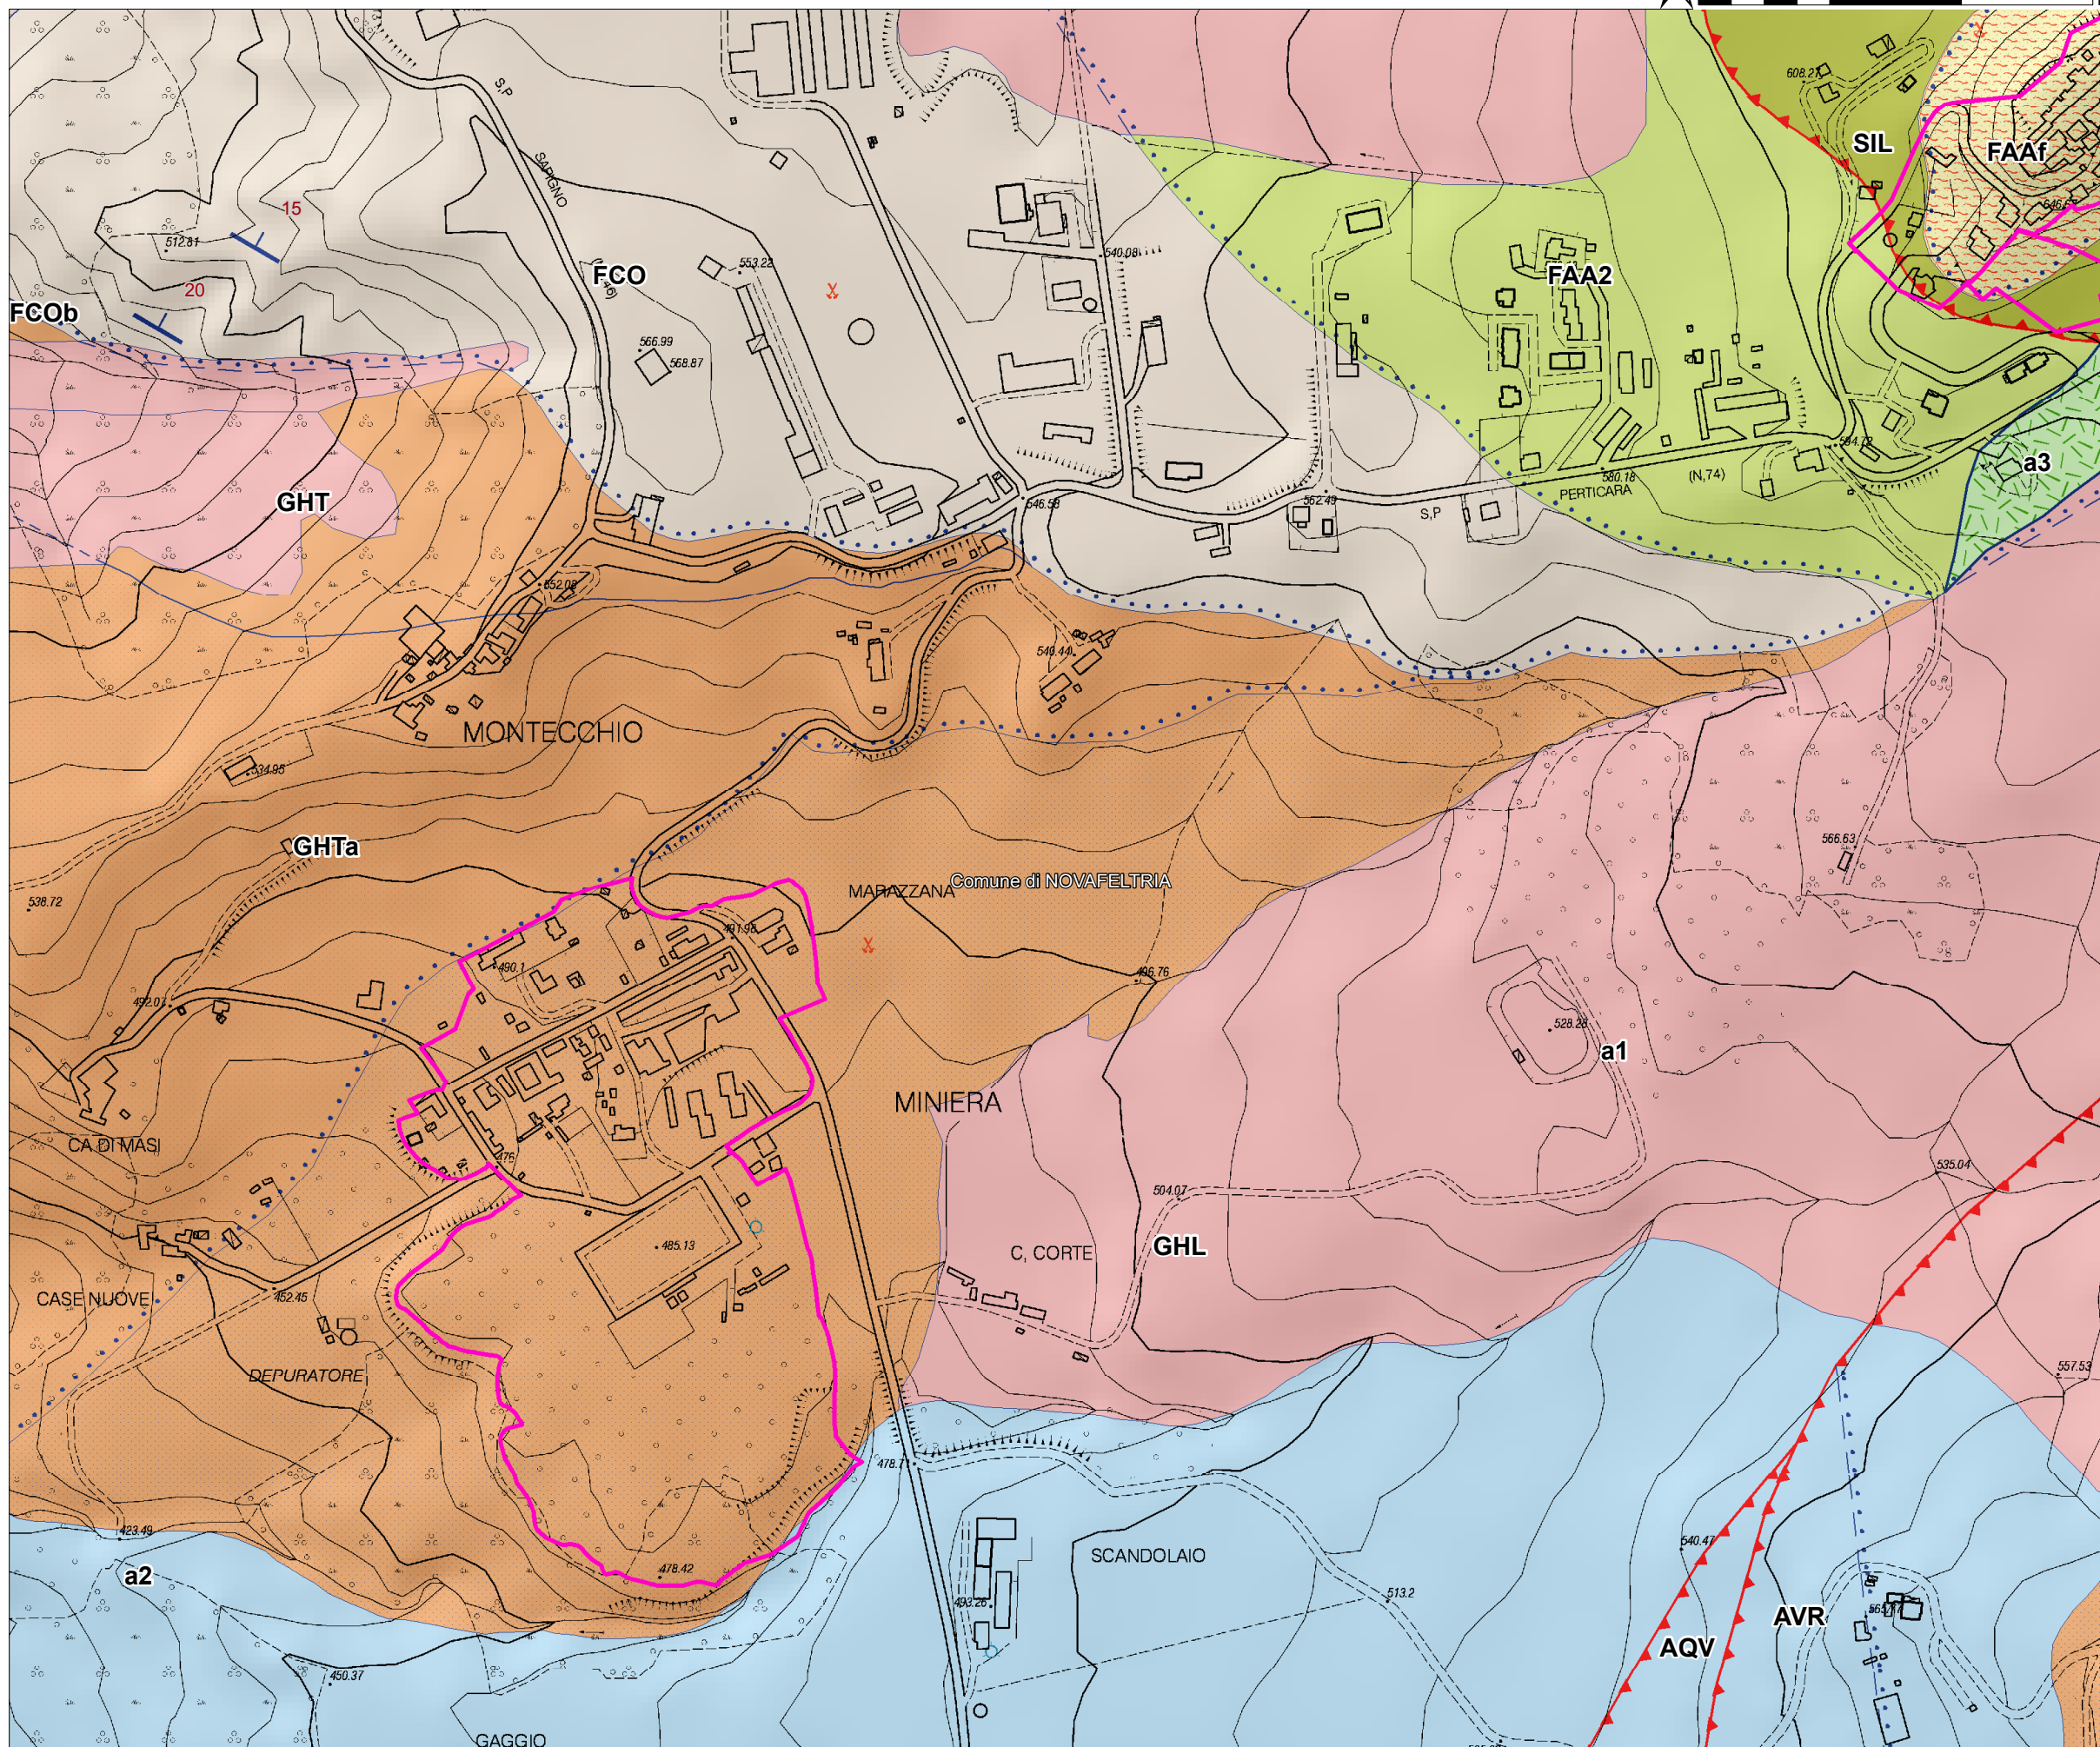 S,P
608.27
SIL
FAAf
SAPIGNO
15
512.81
540.08
553.22
FCO
FAA2
20
FCOb
566.99
568.87
594.72
a3
580.18
(N,74)
PERTICARA
GHT
562.49
546.58
S,P
552.08
540.44
MONTECCHIO
534.95
GHTa
566.63
MARAZZANA
Comune di NOVAFELTRIA
538.72
491.98
490.1
496.76
492.03
528.28
a1
MINIERA
CA DI MASI
476
535.04
504.07
485.13
C, CORTE
GHL
CASE NUOVE
452.45
557.53
DEPURATORE
478.71
423.49
540.47
SCANDOLAIO
a2
478.42
513.2
493.26
AVR
AQV
450.37
GAGGIO